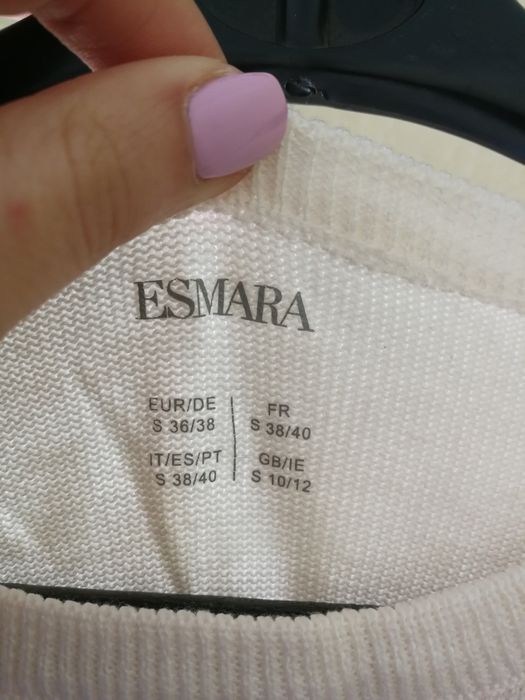 ESMARA
EUR/DE
S 36/38
FR
S 38/40
IT/ES/PT
S 38/40
GB/IE
S 10/12